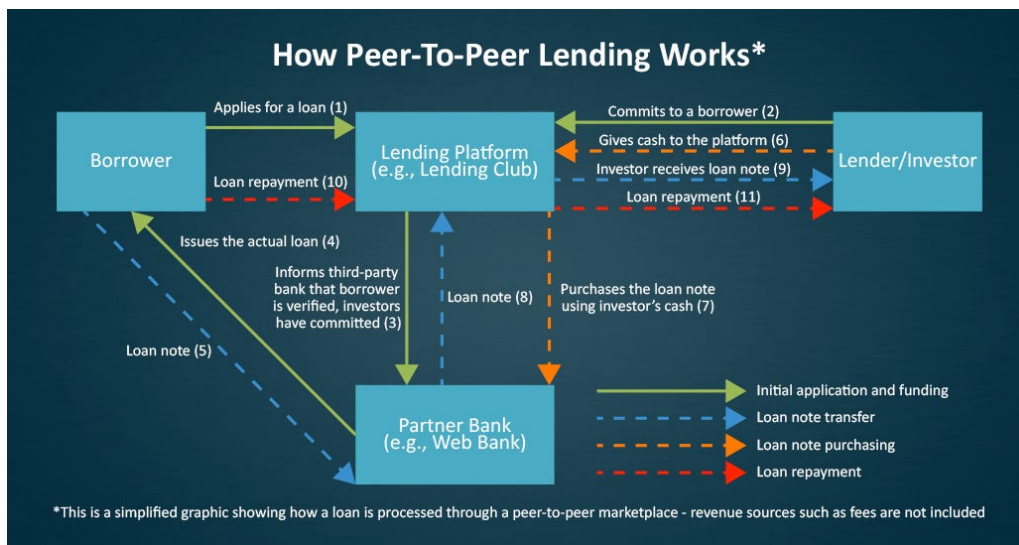 How Peer-To-Peer Lending Works*
Applies for a loan (1)
Commits to a borrower (2)
Borrower
Lending Platform
(e.g., Lending Club)
Gives cash to the platform (6)
Lender/Investor
Investor receives loan note (9)
Loan repayment (10)
Loan repayment (11)
Issues the actual loan (4)
Informs third-party
bank that borrower
is verified, investors
have committed (3)
Loan note (8)
Purchases the loan note
using investor's cash (7)
Loan note (5)
Partner Bank
(e.g., Web Bank)
Initial application and funding
Loan note transfer
Loan note purchasing
Loan repayment
*This is a simplified graphic showing how a loan is processed through a peer-to-peer marketplace - revenue sources such as fees are not included